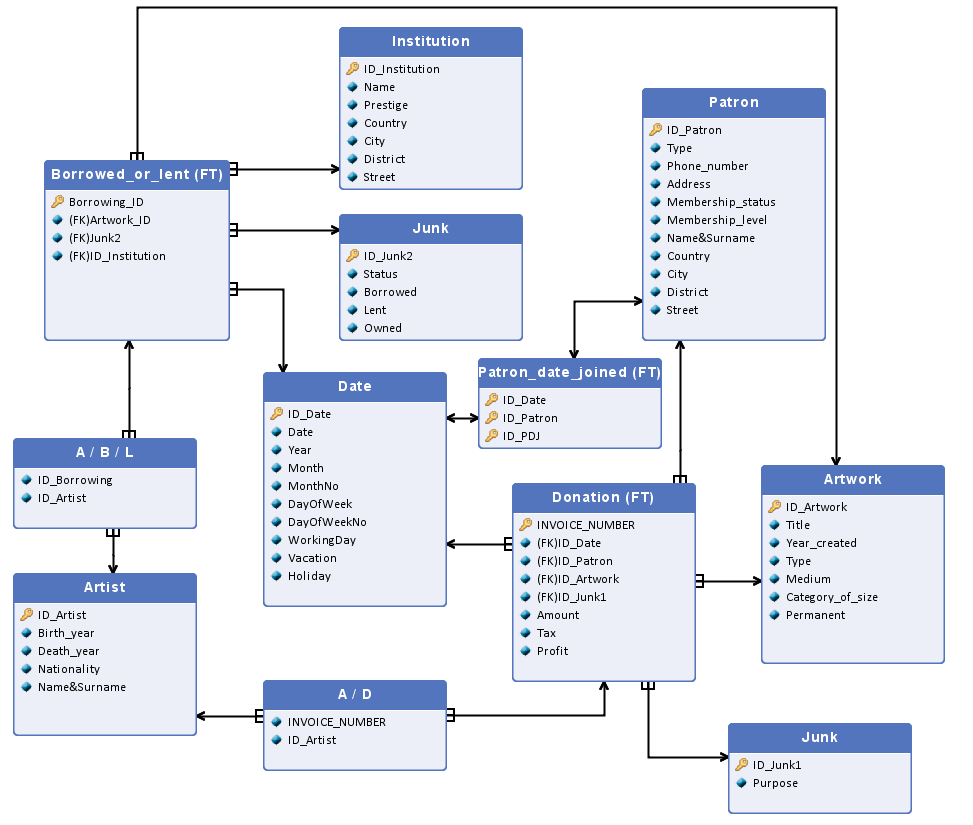 Institution
ID_Institution
Name
Prestige
Country
City
District
Street
Patron
ID_Patron
Type
Phone_number
Address
Membership_status
Membership_level
Name&Surname
Country
City
District
Street
Borrowed_or_lent (FT)
Borrowing_ID
(FK)Artwork_ID
(FK)Junk2
(FK)ID_Institution
Junk
ID_Junk2
Status
Borrowed
Lent
Owned
Date
ID_Date
Date
Year
Month
MonthNo
DayOfWeek
DayOfWeekNo
WorkingDay
Vacation
Holiday
Patron_date_joined (FT)
ID_Date
ID_Patron
ID_PDJ
A / B / L
ID_Borrowing
ID_Artist
Donation (FT)
INVOICE_NUMBER
(FK)ID_Date
(FK)ID_Patron
(FK)ID_Artwork
(FK)ID_Junk1
Amount
Tax
Profit
Artwork
ID_Artwork
Title
Year_created
Type
Medium
Category_of_size
Permanent
Artist
ID_Artist
Birth_year
Death_year
Nationality
Name&Surname
A / D
INVOICE_NUMBER
ID_Artist
Junk
ID_Junk1
Purpose